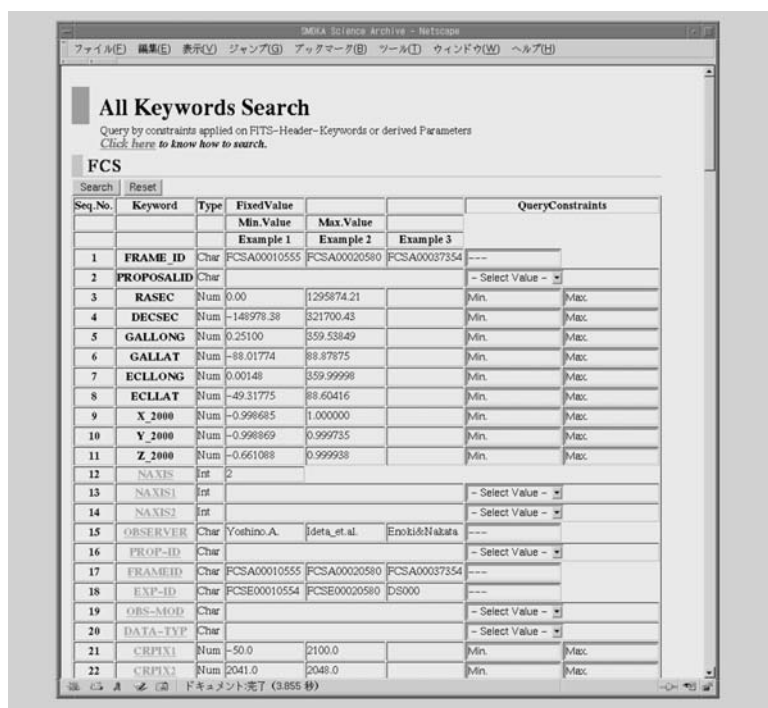 SMOKA Science Archive - Netscape
ファイル(F) 編集(E) 表示(V) ジャンプ(G) ブックマーク(B) ツール(T) ウィンドウ(W) ヘルプ(H)
All Keywords Search
Query by constraints applied on FITS-Header-Keywords or derived Parameters
Click here to know how to search.
FCS
Search Reset
Seq.No. Keyword Type FixedValue QueryConstraints
Min.Value Max.Value
Example 1 Example 2 Example 3
1 FRAME_ID Char FCSA00010555 FCSA00020580 FCSA00037354 ---
2 PROPOSALID Char - Select Value -
3 RASEC Num 0.00 1295874.21 Min. Max.
4 DECSEC Num -148978.38 321700.43 Min. Max.
5 GALLONG Num 0.25100 359.53849 Min. Max.
6 GALLAT Num -88.01774 88.87875 Min. Max.
7 ECLLONG Num 0.00148 359.99998 Min. Max.
8 ECLLAT Num -49.31775 88.60416 Min. Max.
9 X_2000 Num -0.998685 1.000000 Min. Max.
10 Y_2000 Num -0.998869 0.999735 Min. Max.
11 Z_2000 Num -0.661088 0.999938 Min. Max.
12 NAXIS Int 2
13 NAXIS1 Int - Select Value -
14 NAXIS2 Int - Select Value -
15 OBSERVER Char Yoshino.A. Ideta_et.al. Enoki&Nakata ---
16 PROP-ID Char - Select Value -
17 FRAMEID Char FCSA00010555 FCSA00020580 FCSA00037354 ---
18 EXP-ID Char FCSE00010554 FCSE00020580 DS000 ---
19 OBS-MOD Char - Select Value -
20 DATA-TYP Char - Select Value -
21 CRPIX1 Num -50.0 2100.0 Min. Max.
22 CRPIX2 Num 2041.0 2048.0 Min. Max.
ドキュメント:完了 (3.855 秒)